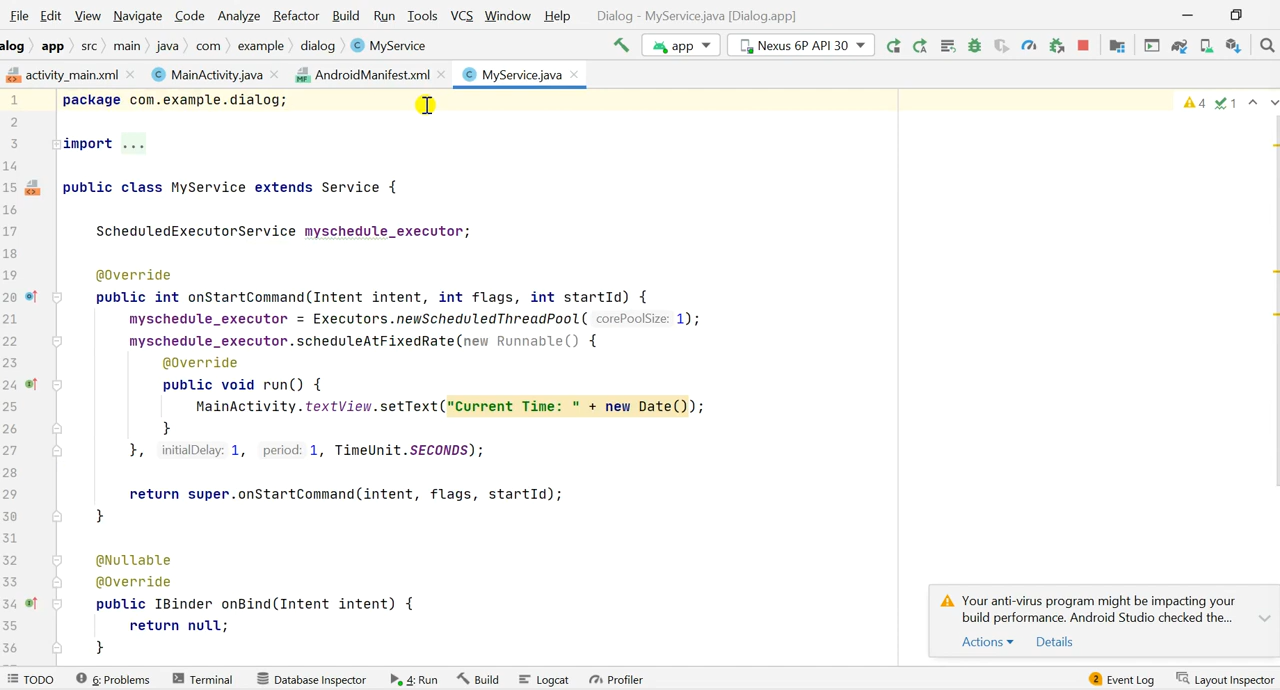 File Edit View Navigate Code Analyze Refactor Build Run Tools VCS Window Help Dialog - MyService.java [Dialog.app]
alog app src main java com example dialog C MyService app Nexus 6P API 30
activity_main.xml C MainActivity.java MF AndroidManifest.xml C MyService.java
1 package com.example.dialog; 4 1
2
3 import ...
14
15 public class MyService extends Service {
16
17 ScheduledExecutorService myschedule_executor;
18
19 @Override
20 public int onStartCommand(Intent intent, int flags, int startId) {
21 myschedule_executor = Executors.newScheduledThreadPool( corePoolSize: 1);
22 myschedule_executor.scheduleAtFixedRate(new Runnable() {
23 @Override
24 public void run() {
25 MainActivity.textView.setText("Current Time: " + new Date());
26 }
27 }, initialDelay: 1, period: 1, TimeUnit.SECONDS);
28
29 return super.onStartCommand(intent, flags, startId);
30 }
31
32 @Nullable
33 @Override
34 public IBinder onBind(Intent intent) {
35 return null;
36 }
Your anti-virus program might be impacting your
build performance. Android Studio checked the...
Actions Details
TODO 6: Problems Terminal Database Inspector 4: Run Build Logcat Profiler 2 Event Log Layout Inspector